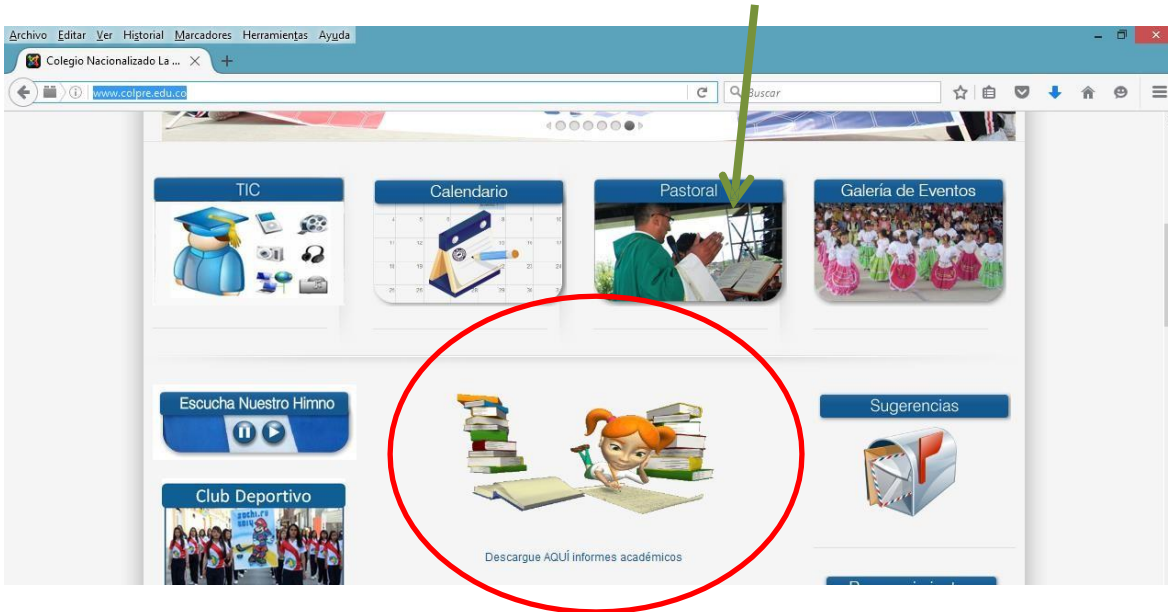 Archivo Editar Ver Historial Marcadores Herramientas Ayuda
Colegio Nacionalizado La ...
www.colpre.edu.co
Buscar
TIC
Calendario
Pastoral
Galería de Eventos
Escucha Nuestro Himno
Sugerencias
Club Deportivo
Descargue AQUÍ informes académicos